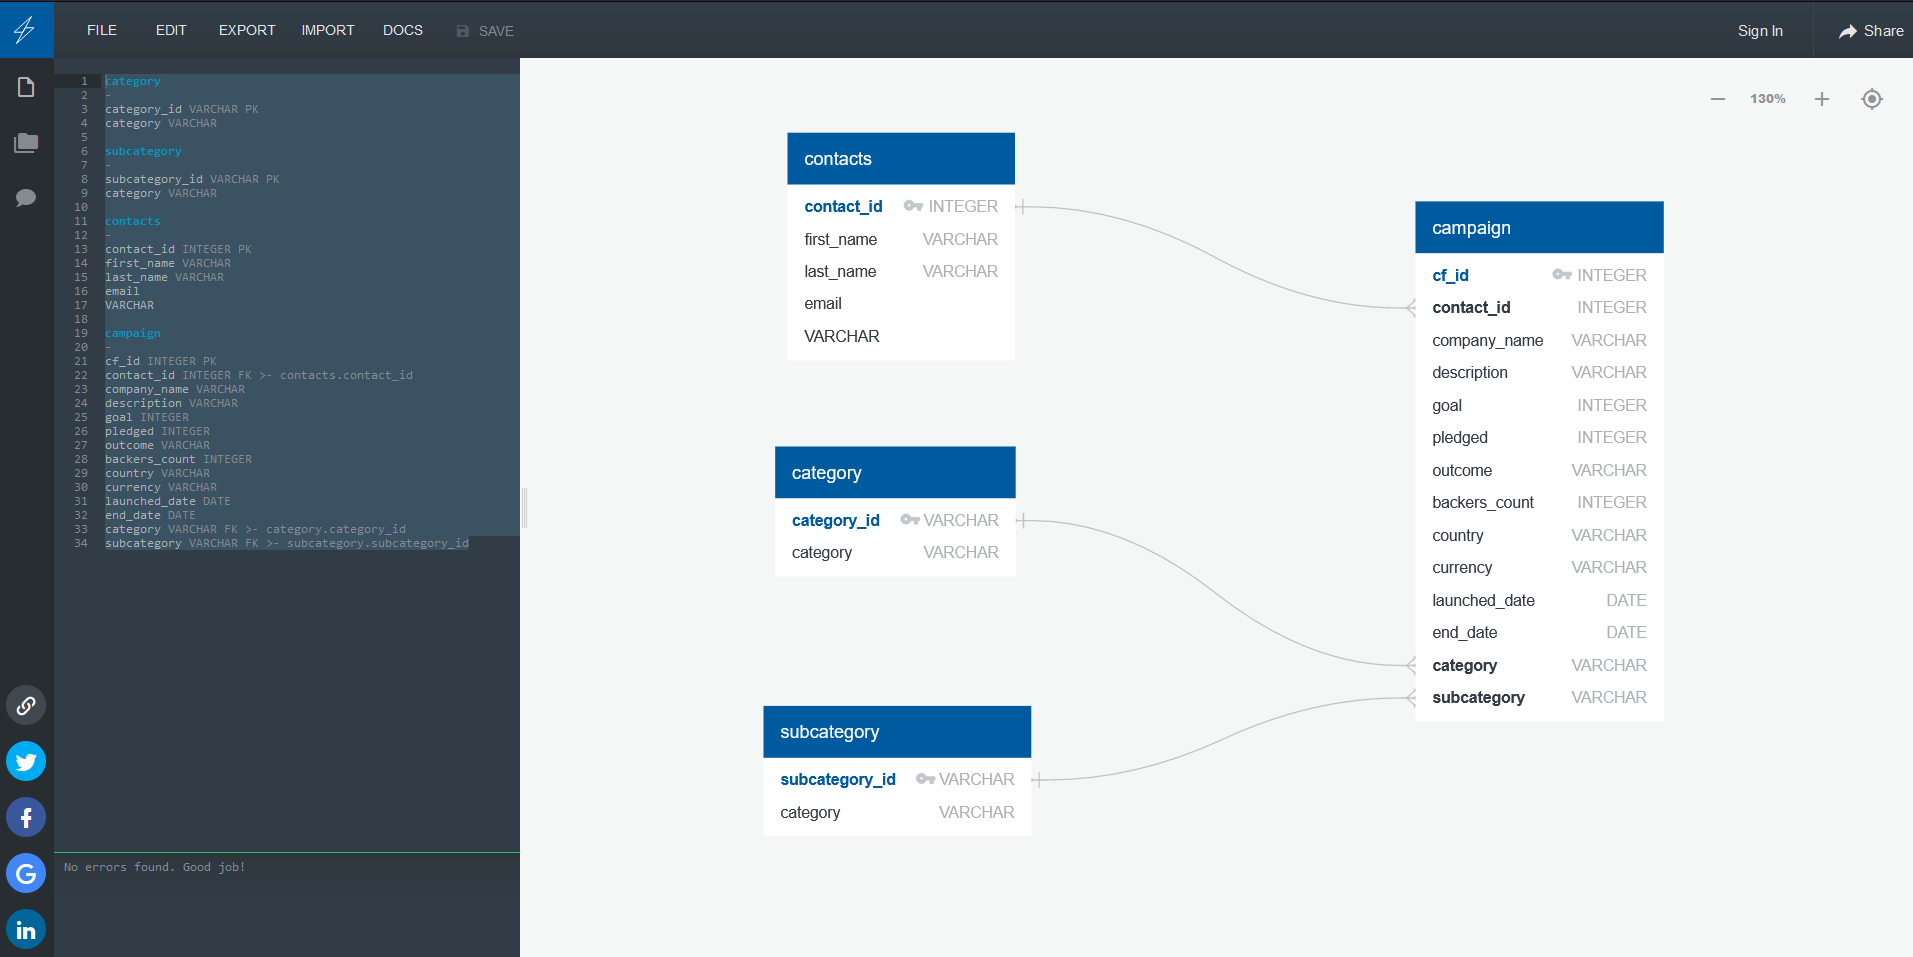 FILE EDIT EXPORT IMPORT DOCS SAVE Sign In Share
1 category
2 -
3 category_id VARCHAR PK
4 category VARCHAR
5
6 subcategory
7 -
8 subcategory_id VARCHAR PK
9 category VARCHAR
10
11 contacts
12 -
13 contact_id INTEGER PK
14 first_name VARCHAR
15 last_name VARCHAR
16 email
17 VARCHAR
18
19 campaign
20 -
21 cf_id INTEGER PK
22 contact_id INTEGER FK >- contacts.contact_id
23 company_name VARCHAR
24 description VARCHAR
25 goal INTEGER
26 pledged INTEGER
27 outcome VARCHAR
28 backers_count INTEGER
29 country VARCHAR
30 currency VARCHAR
31 launched_date DATE
32 end_date DATE
33 category VARCHAR FK >- category.category_id
34 subcategory VARCHAR FK >- subcategory.subcategory_id
No errors found. Good job!
130%
contacts
contact_id INTEGER
first_name VARCHAR
last_name VARCHAR
email
VARCHAR
category
category_id VARCHAR
category VARCHAR
subcategory
subcategory_id VARCHAR
category VARCHAR
campaign
cf_id INTEGER
contact_id INTEGER
company_name VARCHAR
description VARCHAR
goal INTEGER
pledged INTEGER
outcome VARCHAR
backers_count INTEGER
country VARCHAR
currency VARCHAR
launched_date DATE
end_date DATE
category VARCHAR
subcategory VARCHAR